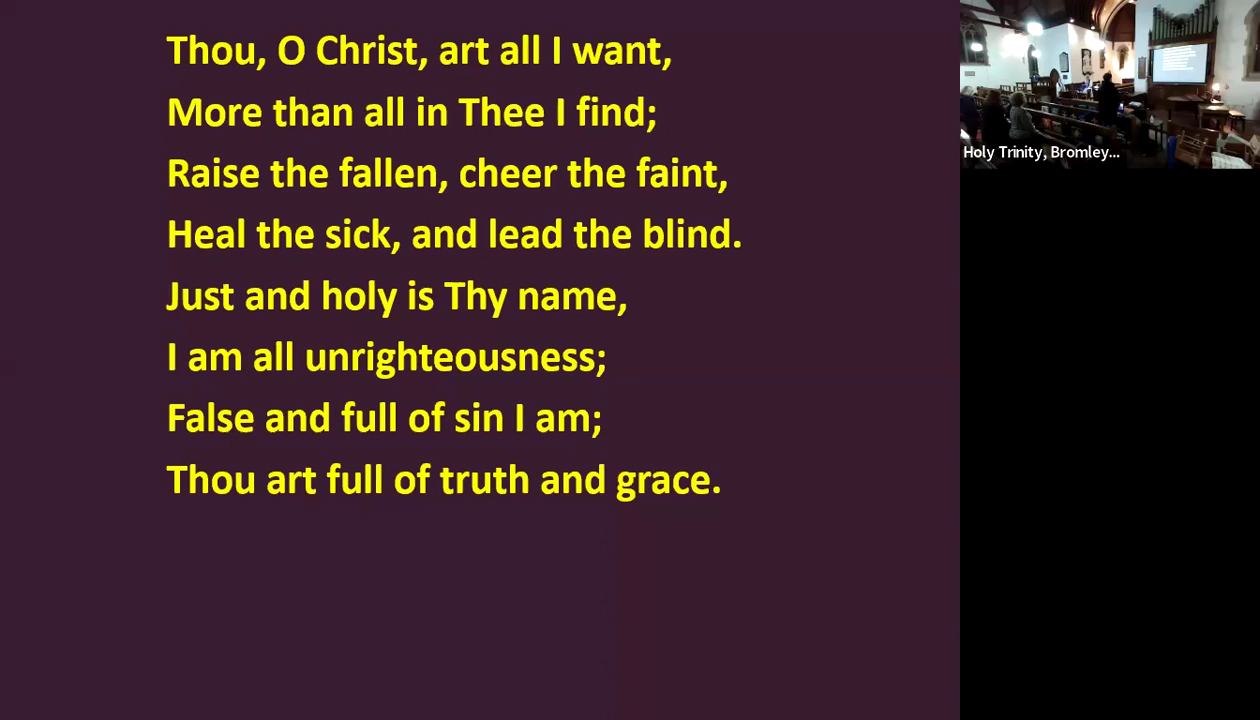 Thou, O Christ, art all I want,
More than all in Thee I find;
Raise the fallen, cheer the faint,
Heal the sick, and lead the blind.
Just and holy is Thy name,
I am all unrighteousness;
False and full of sin I am;
Thou art full of truth and grace.
Holy Trinity, Bromley...